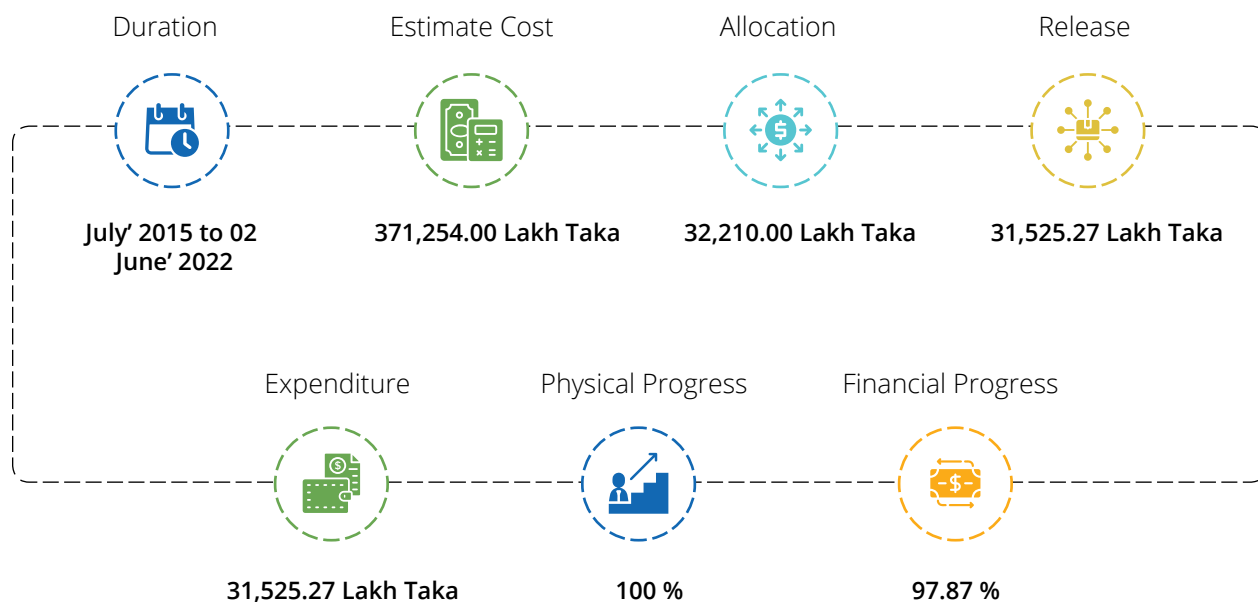 Duration
Estimate Cost
Allocation
Release
July’ 2015 to 02
June’ 2022
371,254.00 Lakh Taka
32,210.00 Lakh Taka
31,525.27 Lakh Taka
Expenditure
Physical Progress
Financial Progress
31,525.27 Lakh Taka
100 %
97.87 %